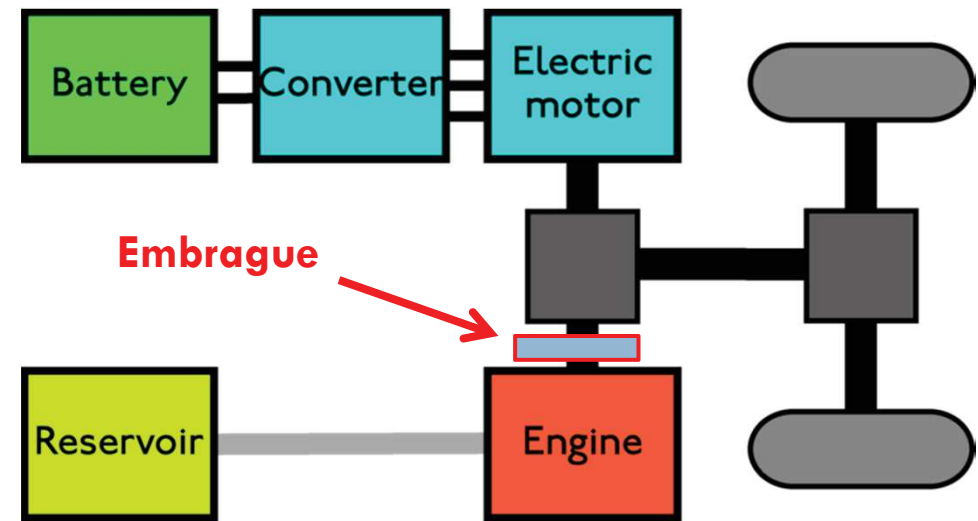 Battery
Converter
Electric
motor
Embrague
Reservoir
Engine